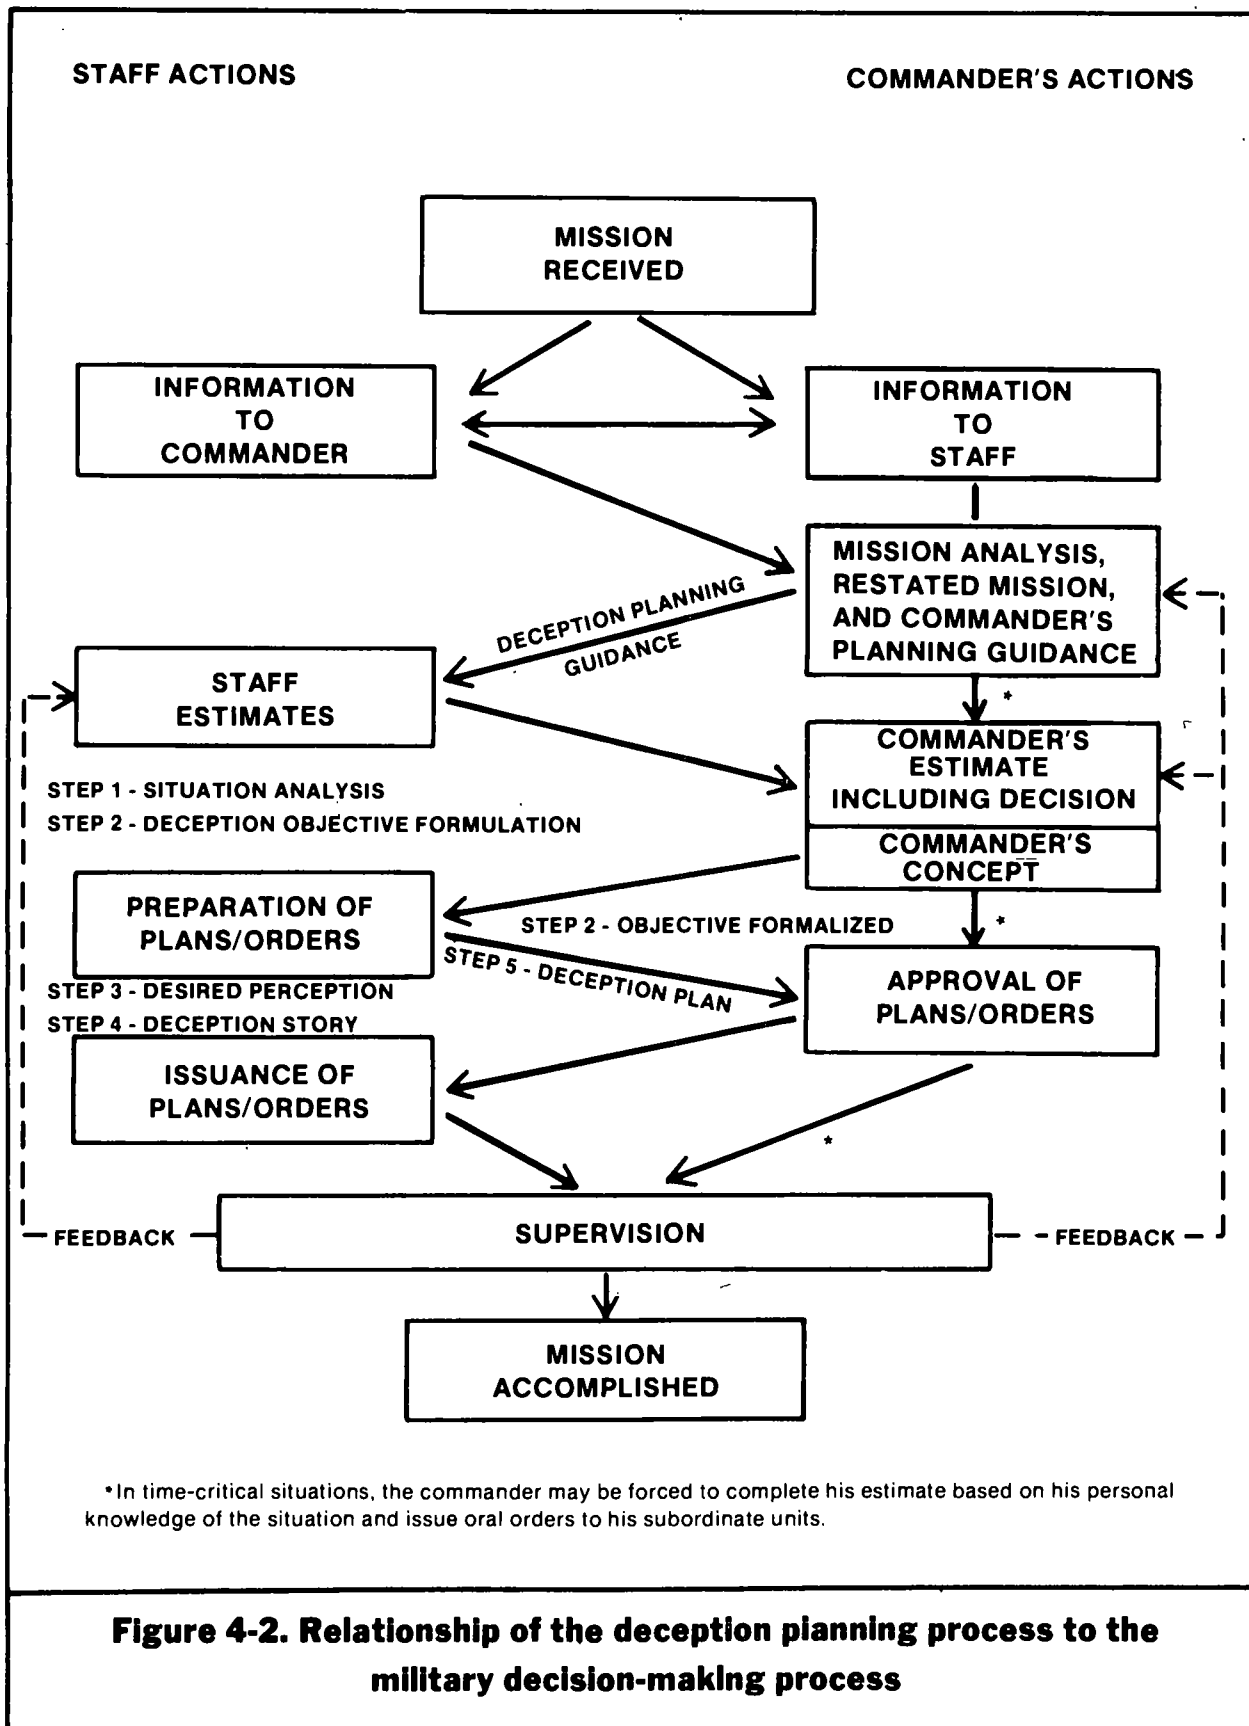 STAFF ACTIONS
COMMANDER'S ACTIONS
MISSION
RECEIVED
INFORMATION
TO
COMMANDER
INFORMATION
TO
STAFF
MISSION ANALYSIS,
RESTATED MISSION,
AND COMMANDER'S
PLANNING GUIDANCE
DECEPTION PLANNING
GUIDANCE
*
STAFF
ESTIMATES
COMMANDER'S
ESTIMATE
INCLUDING DECISION
STEP 1 - SITUATION ANALYSIS
STEP 2 - DECEPTION OBJECTIVE FORMULATION
COMMANDER'S
CONCEPT
PREPARATION OF
PLANS/ORDERS
STEP 2 - OBJECTIVE FORMALIZED
*
STEP 5 - DECEPTION PLAN
STEP 3 - DESIRED PERCEPTION
STEP 4 - DECEPTION STORY
APPROVAL OF
PLANS/ORDERS
ISSUANCE OF
PLANS/ORDERS
*
SUPERVISION
FEEDBACK
FEEDBACK
MISSION
ACCOMPLISHED
*In time-critical situations, the commander may be forced to complete his estimate based on his personal
knowledge of the situation and issue oral orders to his subordinate units.
Figure 4-2. Relationship of the deception planning process to the
military decision-making process